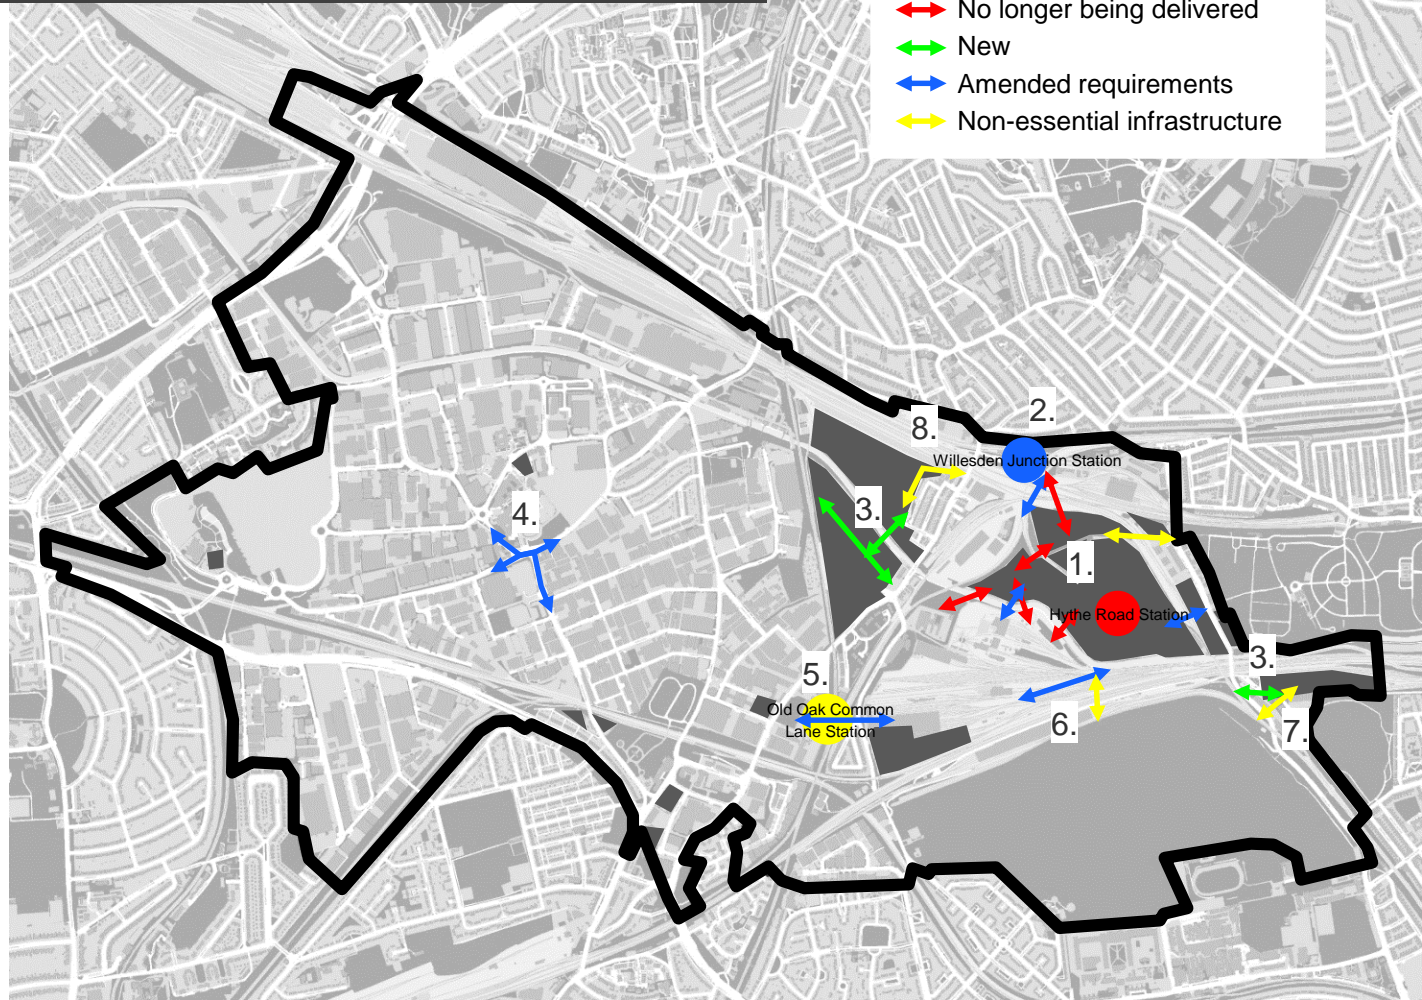 No longer being delivered
New
Amended requirements
Non-essential infrastructure
2.
8.
Willesden Junction Station
3.
4.
1.
Hythe Road Station
3.
5.
Old Oak Common
Lane Station
6.
7.